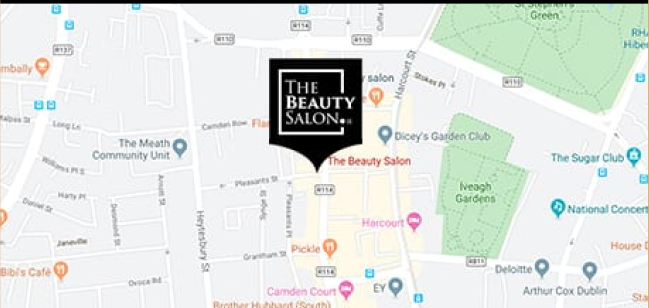 St Stephen's
Green
R114
R110
R110
R137
RHA
Hiber
mbally
Harcourt St
Stokes Pl
R110
y salon
THE
BEAUTY
SALON.
Malpas St
Long Ln
Camden Row
Fla
Dicey's Garden Club
The Meath
Community Unit
The Beauty Salon
The Sugar Club
Williams Pl S
Pleasants St
R114
Iveagh
Gardens
Harty Pl
Daniel St
Desmond St
Arnott St
Heytesbury St
Synge St
Pleasants Pl
National Concert
Harcourt
Janeville
Pickle
Grantham St
House D
Bibi's Café
R114
R811
Deloitte
Ovoca Rd
Camden Court
EY
Arthur Cox Dublin
Brother Hubbard (South)